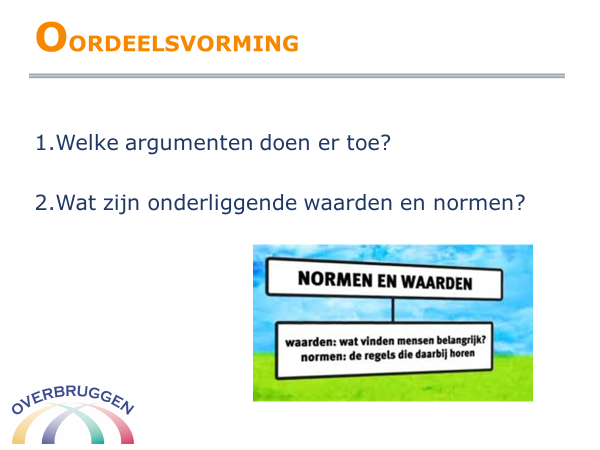 OORDEELSVORMING
1.Welke argumenten doen er toe?
2.Wat zijn onderliggende waarden en normen?
NORMEN EN WAARDEN
waarden: wat vinden mensen belangrijk?
normen: de regels die daarbij horen
OVERBRUGGEN